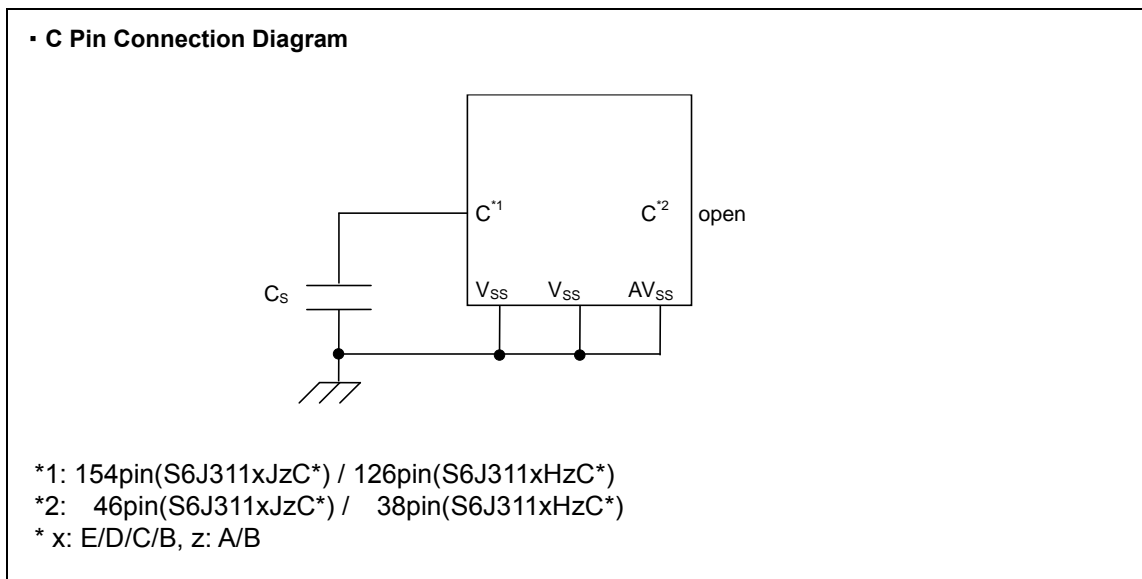 ▪ C Pin Connection Diagram
C*1 C*2 open
CS VSS VSS AVSS
*1: 154pin(S6J311xJzC*) / 126pin(S6J311xHzC*)
*2: 46pin(S6J311xJzC*) / 38pin(S6J311xHzC*)
* x: E/D/C/B, z: A/B